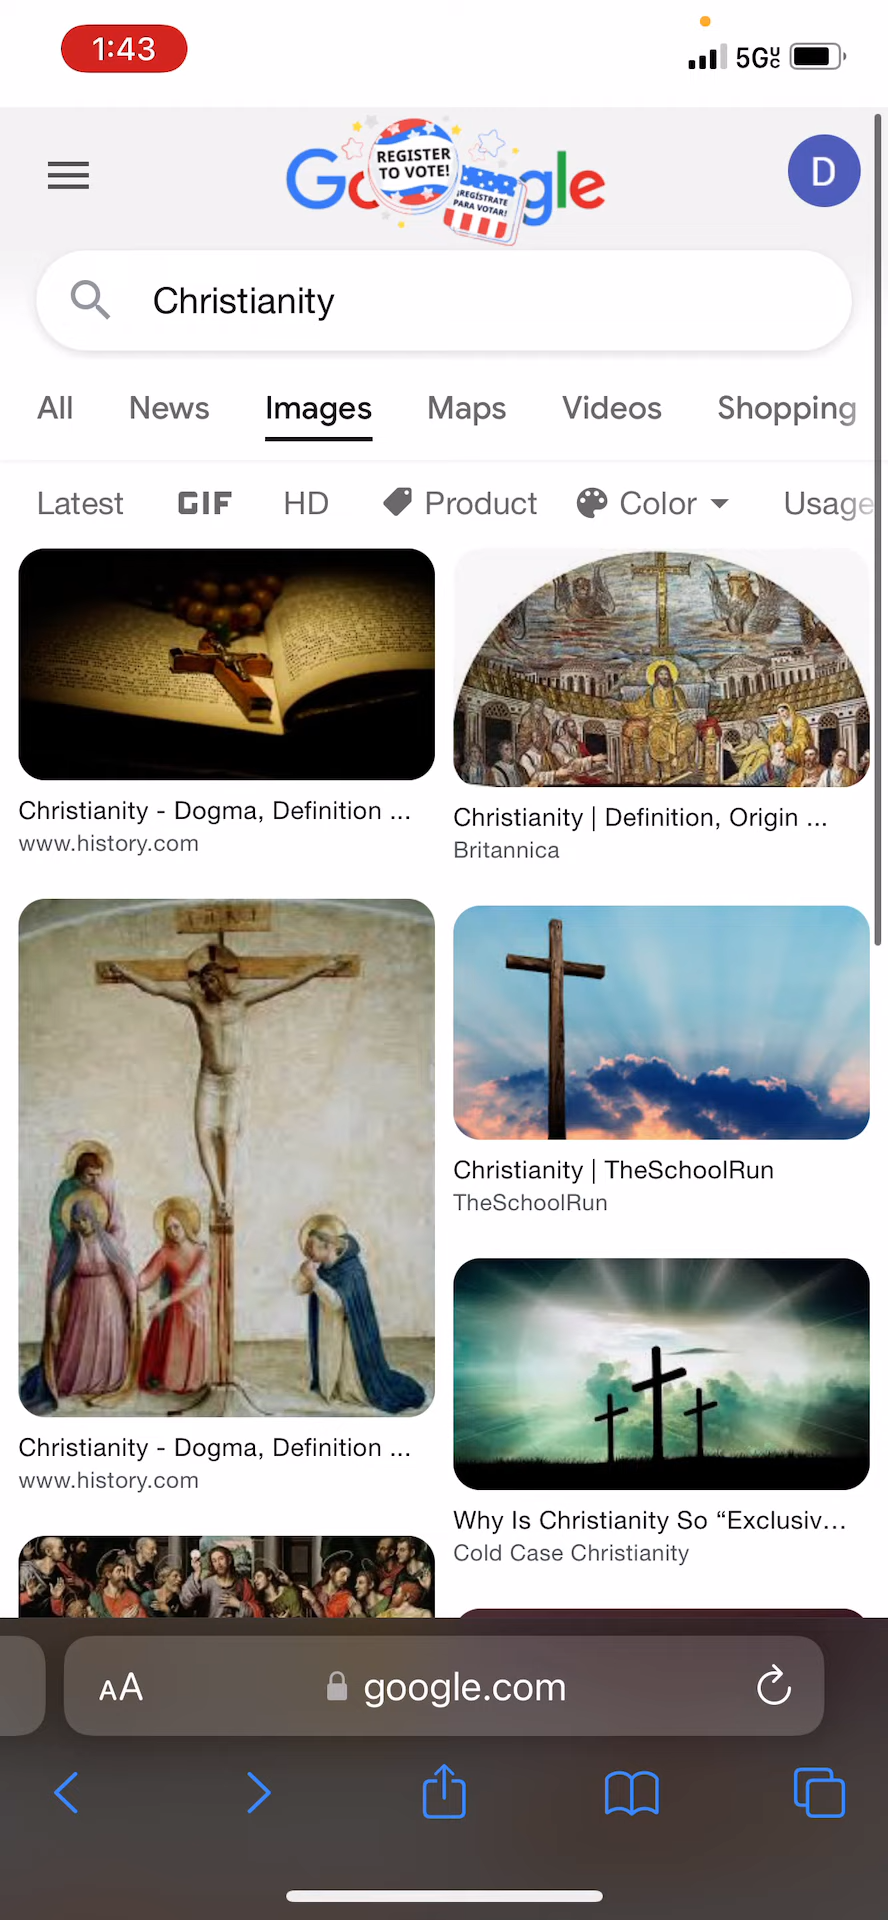 1:43
5G UC
Google
REGISTER
TO VOTE!
¡REGÍSTRATE
PARA VOTAR!
D
Christianity
All News Images Maps Videos Shopping
Latest GIF HD Product Color Usage
Christianity - Dogma, Definition ...
www.history.com
Christianity | Definition, Origin ...
Britannica
Christianity - Dogma, Definition ...
www.history.com
Christianity | TheSchoolRun
TheSchoolRun
Why Is Christianity So “Exclusiv...
Cold Case Christianity
AA google.com